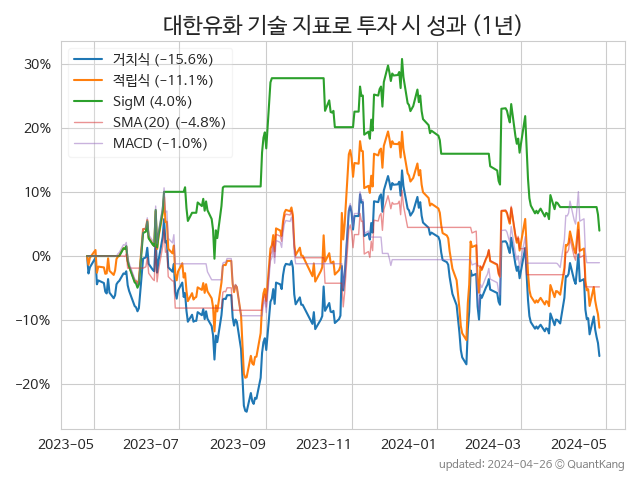 대한유화 기술 지표로 투자 시 성과 (1년)
거치식 (−15.6%)
적립식 (−11.1%)
SigM (4.0%)
SMA(20) (−4.8%)
MACD (−1.0%)
30%
20%
10%
0%
−10%
−20%
2023-05 2023-07 2023-09 2023-11 2024-01 2024-03 2024-05
updated: 2024-04-26 © QuantKang